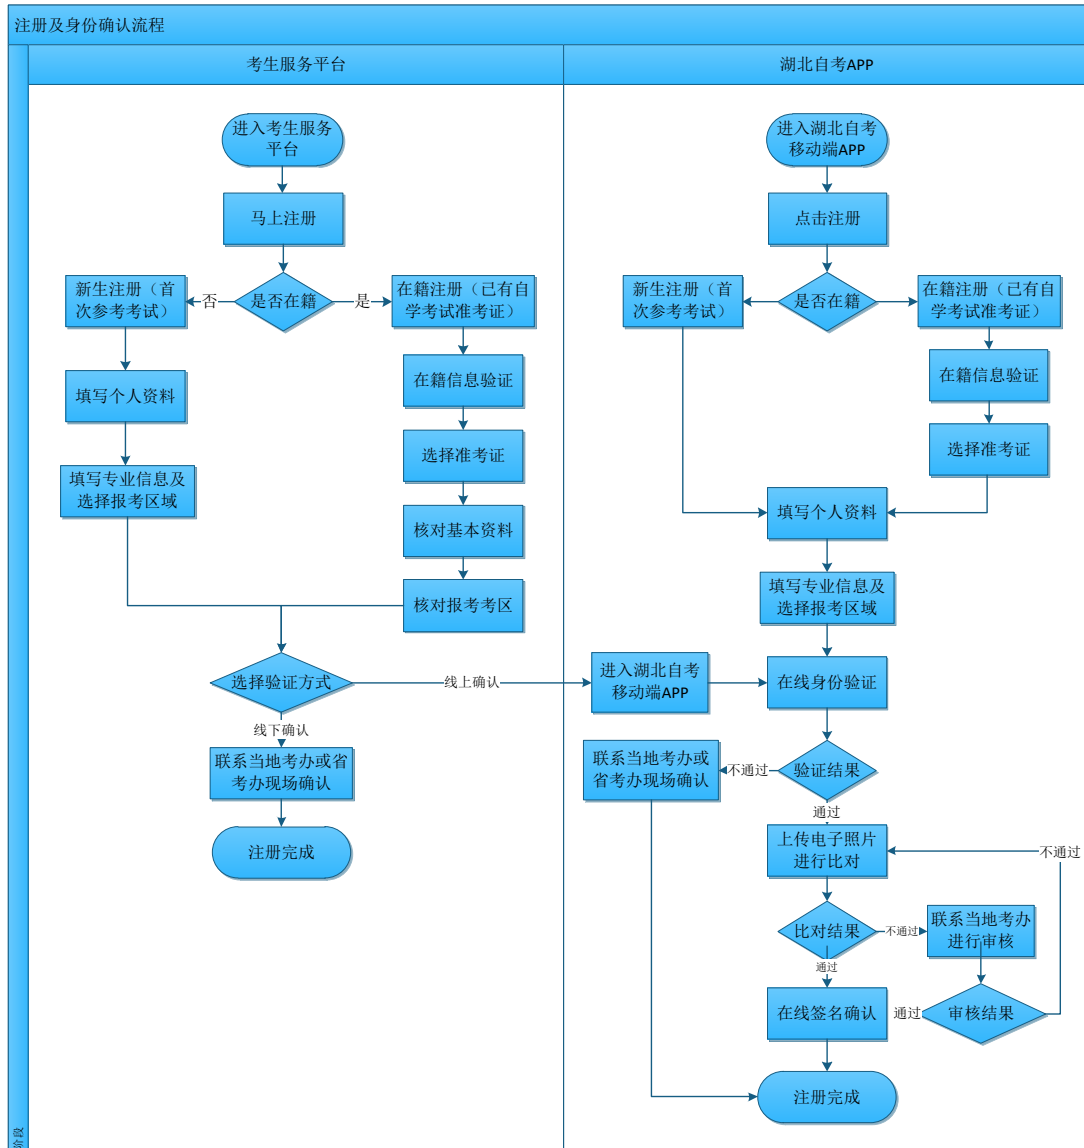 注册及身份确认流程
考生服务平台
湖北自考APP
进入考生服务
平台
马上注册
是否在籍
否
是
新生注册（首
次参考考试）
在籍注册（已有自
学考试准考证）
填写个人资料
在籍信息验证
填写专业信息及
选择报考区域
选择准考证
核对基本资料
核对报考考区
选择验证方式
线上确认
线下确认
联系当地考办或省
考办现场确认
注册完成
进入湖北自考
移动端APP
点击注册
是否在籍
新生注册（首
次参考考试）
在籍注册（已有自
学考试准考证）
在籍信息验证
选择准考证
填写个人资料
填写专业信息及
选择报考区域
进入湖北自考
移动端APP
在线身份验证
验证结果
不通过
联系当地考办或
省考办现场确认
通过
上传电子照片
进行比对
不通过
比对结果
不通过
联系当地考办
进行审核
通过
在线签名确认
通过
审核结果
注册完成
阶段